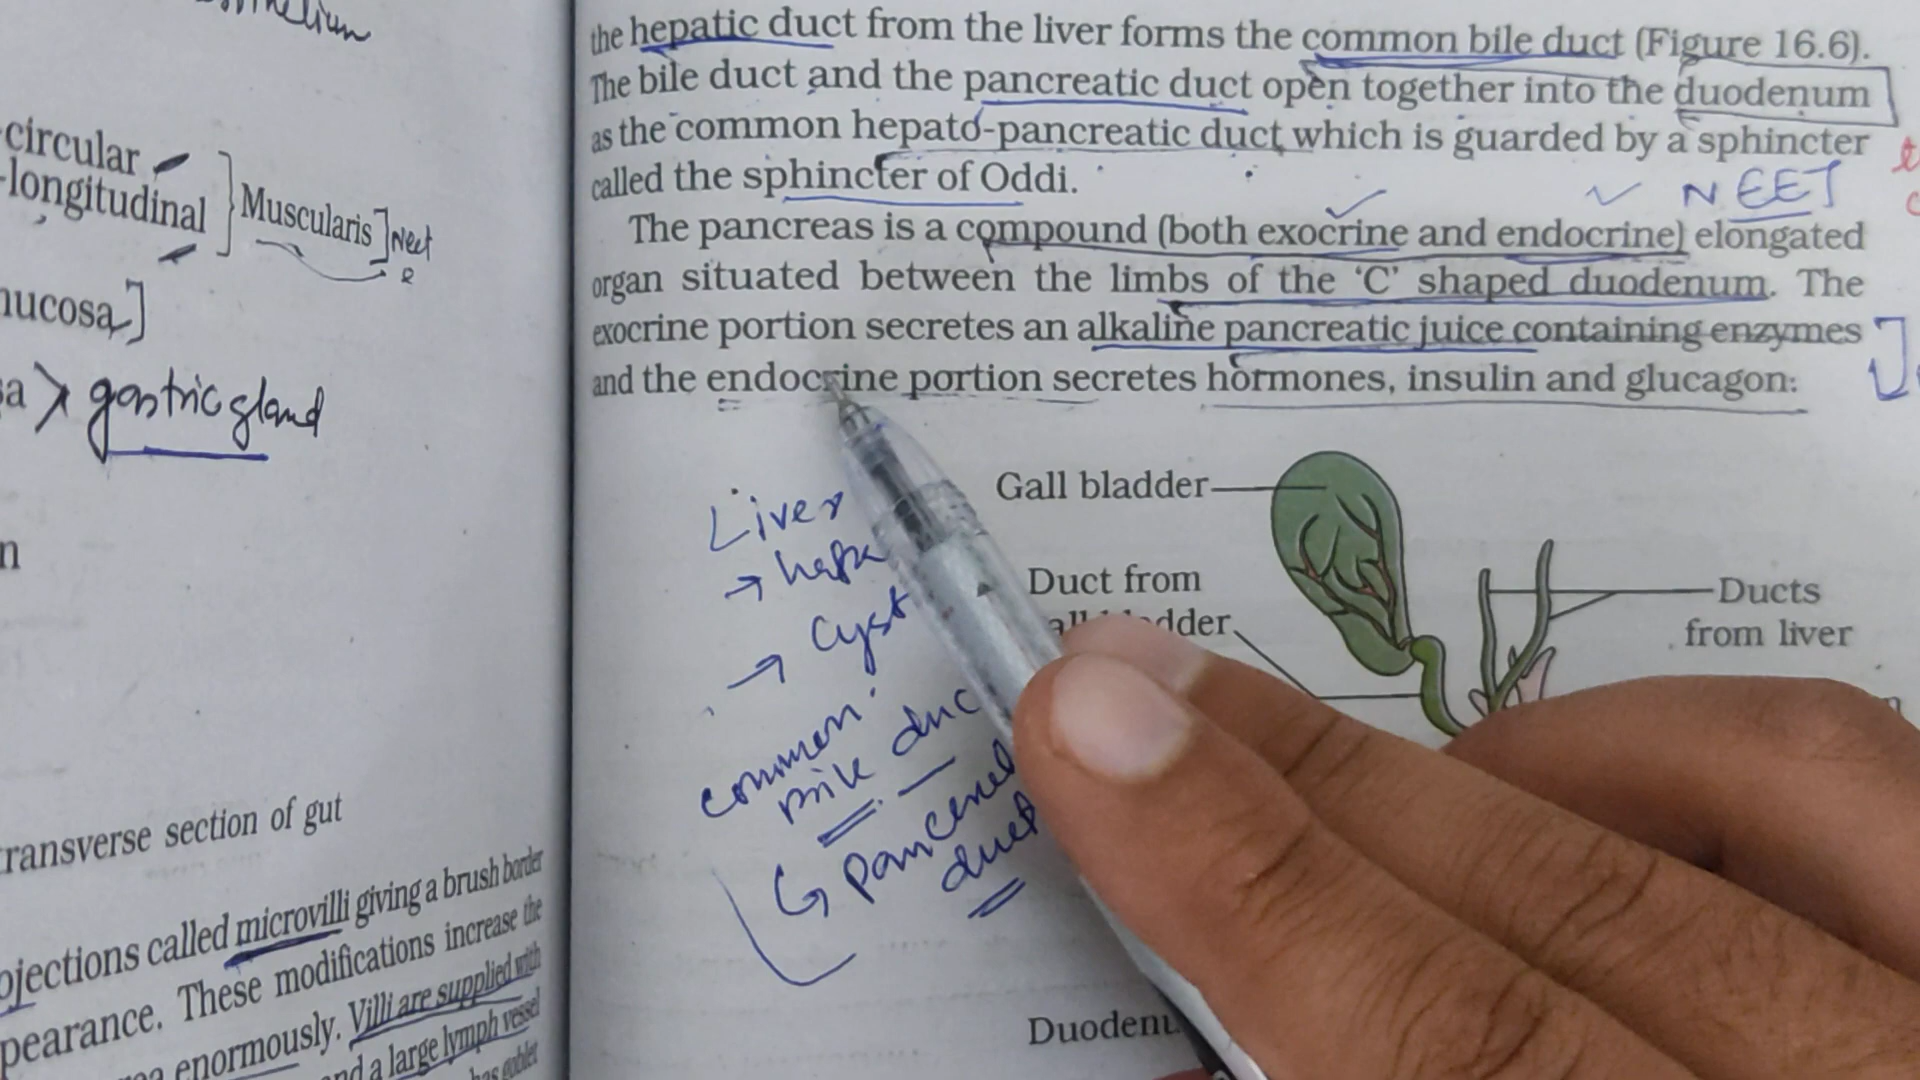 circular
-longitudinal
Muscularis
Neet
mucosa
gastric gland
transverse section of gut
ojections called microvilli giving a brush border
pearance. These modifications increase the
enormously. Villi are supplied with
a large lymph vessel
the hepatic duct from the liver forms the common bile duct (Figure 16.6).
The bile duct and the pancreatic duct open together into the duodenum
as the common hepato-pancreatic duct which is guarded by a sphincter
called the sphincter of Oddi.
NEET
The pancreas is a compound (both exocrine and endocrine) elongated
organ situated between the limbs of the ‘C’ shaped duodenum. The
exocrine portion secretes an alkaline pancreatic juice containing enzymes
and the endocrine portion secretes hormones, insulin and glucagon.
Liver
→ hepa
→ Cyst
common
duc
duct
Gall bladder
Duct from
Ducts
from liver
Duoden